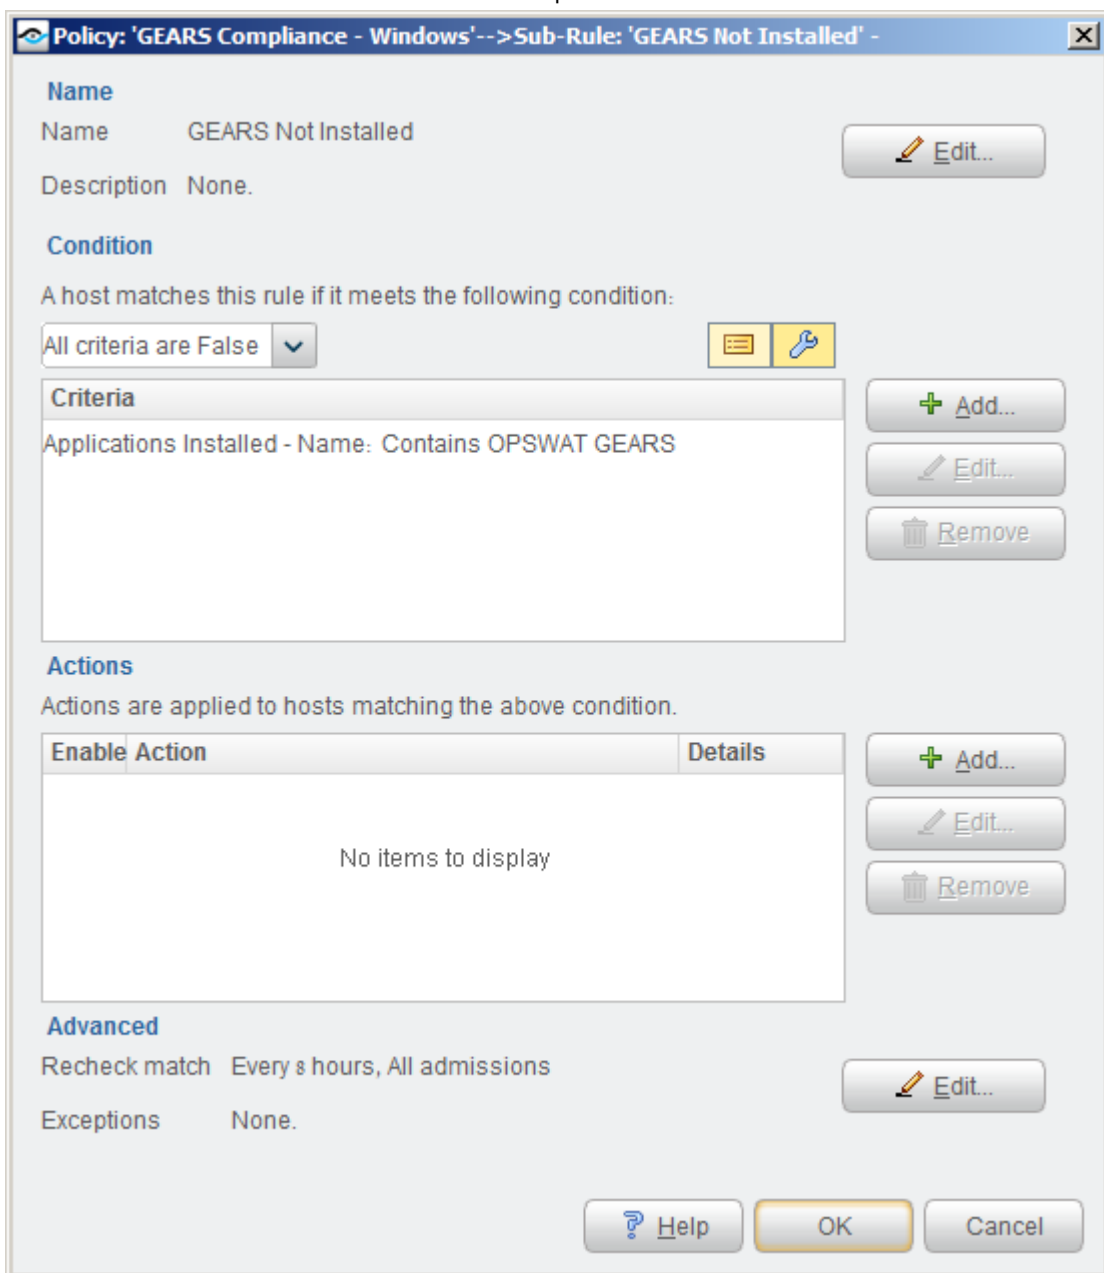 Policy: 'GEARS Compliance - Windows'-->Sub-Rule: 'GEARS Not Installed' -
Name
Name GEARS Not Installed
Edit...
Description None.
Condition
A host matches this rule if it meets the following condition:
All criteria are False
Criteria
Add...
Applications Installed - Name: Contains OPSWAT GEARS
Edit...
Remove
Actions
Actions are applied to hosts matching the above condition.
Enable Action Details
Add...
Edit...
No items to display
Remove
Advanced
Recheck match Every 8 hours, All admissions
Edit...
Exceptions None.
Help OK Cancel